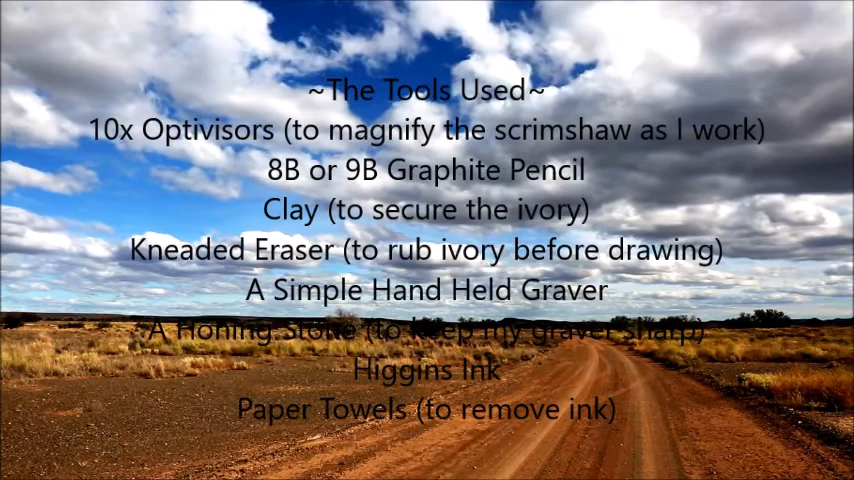 ~The Tools Used~
10x Optivisors (to magnify the scrimshaw as I work)
8B or 9B Graphite Pencil
Clay (to secure the ivory)
Kneaded Eraser (to rub ivory before drawing)
A Simple Hand Held Graver
A Honing Stone (to keep my graver sharp)
Higgins Ink
Paper Towels (to remove ink)